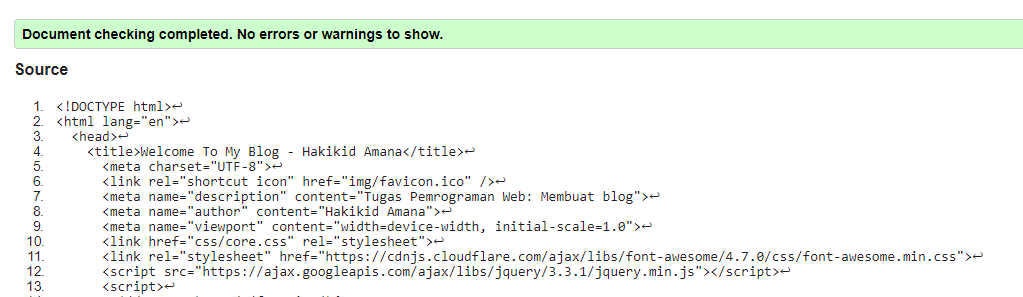 Document checking completed. No errors or warnings to show.
Source
1. <!DOCTYPE html>↩
2. <html lang="en">↩
3. <head>↩
4. <title>Welcome To My Blog - Hakikid Amana</title>↩
5. <meta charset="UTF-8">↩
6. <link rel="shortcut icon" href="img/favicon.ico" />↩
7. <meta name="description" content="Tugas Pemrograman Web: Membuat blog">↩
8. <meta name="author" content="Hakikid Amana">↩
9. <meta name="viewport" content="width=device-width, initial-scale=1.0">↩
10. <link href="css/core.css" rel="stylesheet">↩
11. <link rel="stylesheet" href="https://cdnjs.cloudflare.com/ajax/libs/font-awesome/4.7.0/css/font-awesome.min.css">↩
12. <script src="https://ajax.googleapis.com/ajax/libs/jquery/3.3.1/jquery.min.js"></script>↩
13. <script>↩